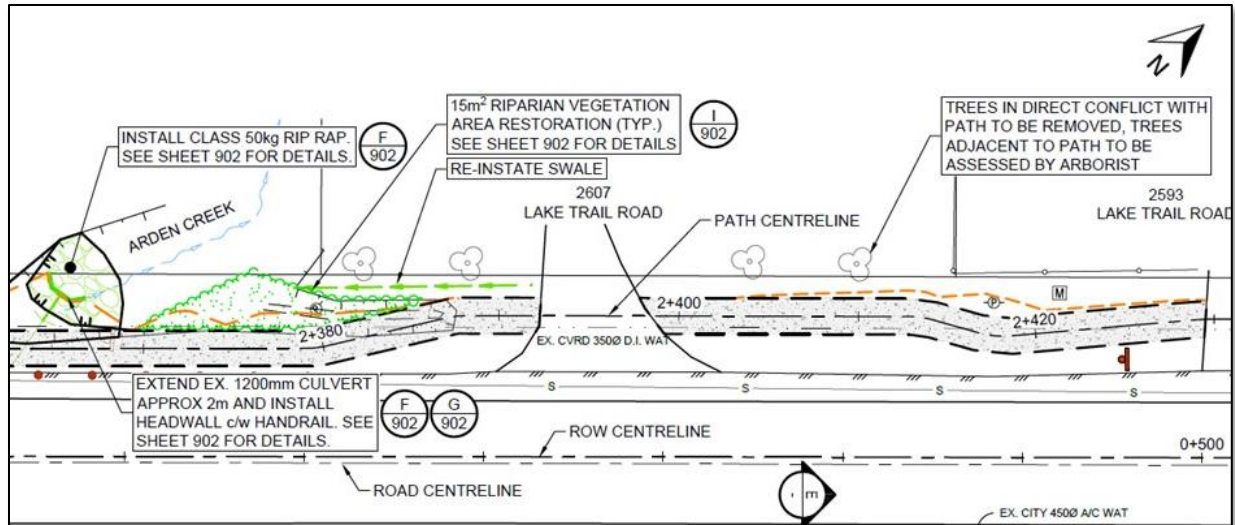 N
INSTALL CLASS 50kg RIP RAP.
SEE SHEET 902 FOR DETAILS.
F
902
15m² RIPARIAN VEGETATION
AREA RESTORATION (TYP.)
SEE SHEET 902 FOR DETAILS
I
902
RE-INSTATE SWALE
TREES IN DIRECT CONFLICT WITH
PATH TO BE REMOVED, TREES
ADJACENT TO PATH TO BE
ASSESSED BY ARBORIST
ARDEN CREEK
2607
LAKE TRAIL ROAD
PATH CENTRELINE
2593
LAKE TRAIL ROAD
2+380
2+400
P
M
2+420
EX. CVRD 350Ø D.I. WAT
S
S
S
S
EXTEND EX. 1200mm CULVERT
APPROX 2m AND INSTALL
HEADWALL c/w HANDRAIL. SEE
SHEET 902 FOR DETAILS.
F
902
G
902
ROW CENTRELINE
0+500
ROAD CENTRELINE
EX. CITY 450Ø A/C WAT